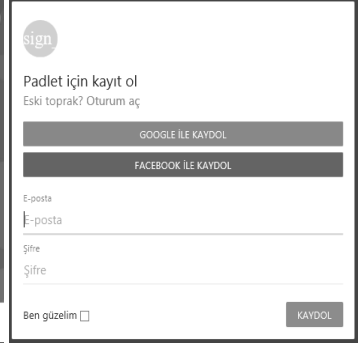 sign_
Padlet için kayıt ol
Eski toprak? Oturum aç
GOOGLE İLE KAYDOL
FACEBOOK İLE KAYDOL
E-posta
E-posta
Şifre
Şifre
Ben güzelim
KAYDOL